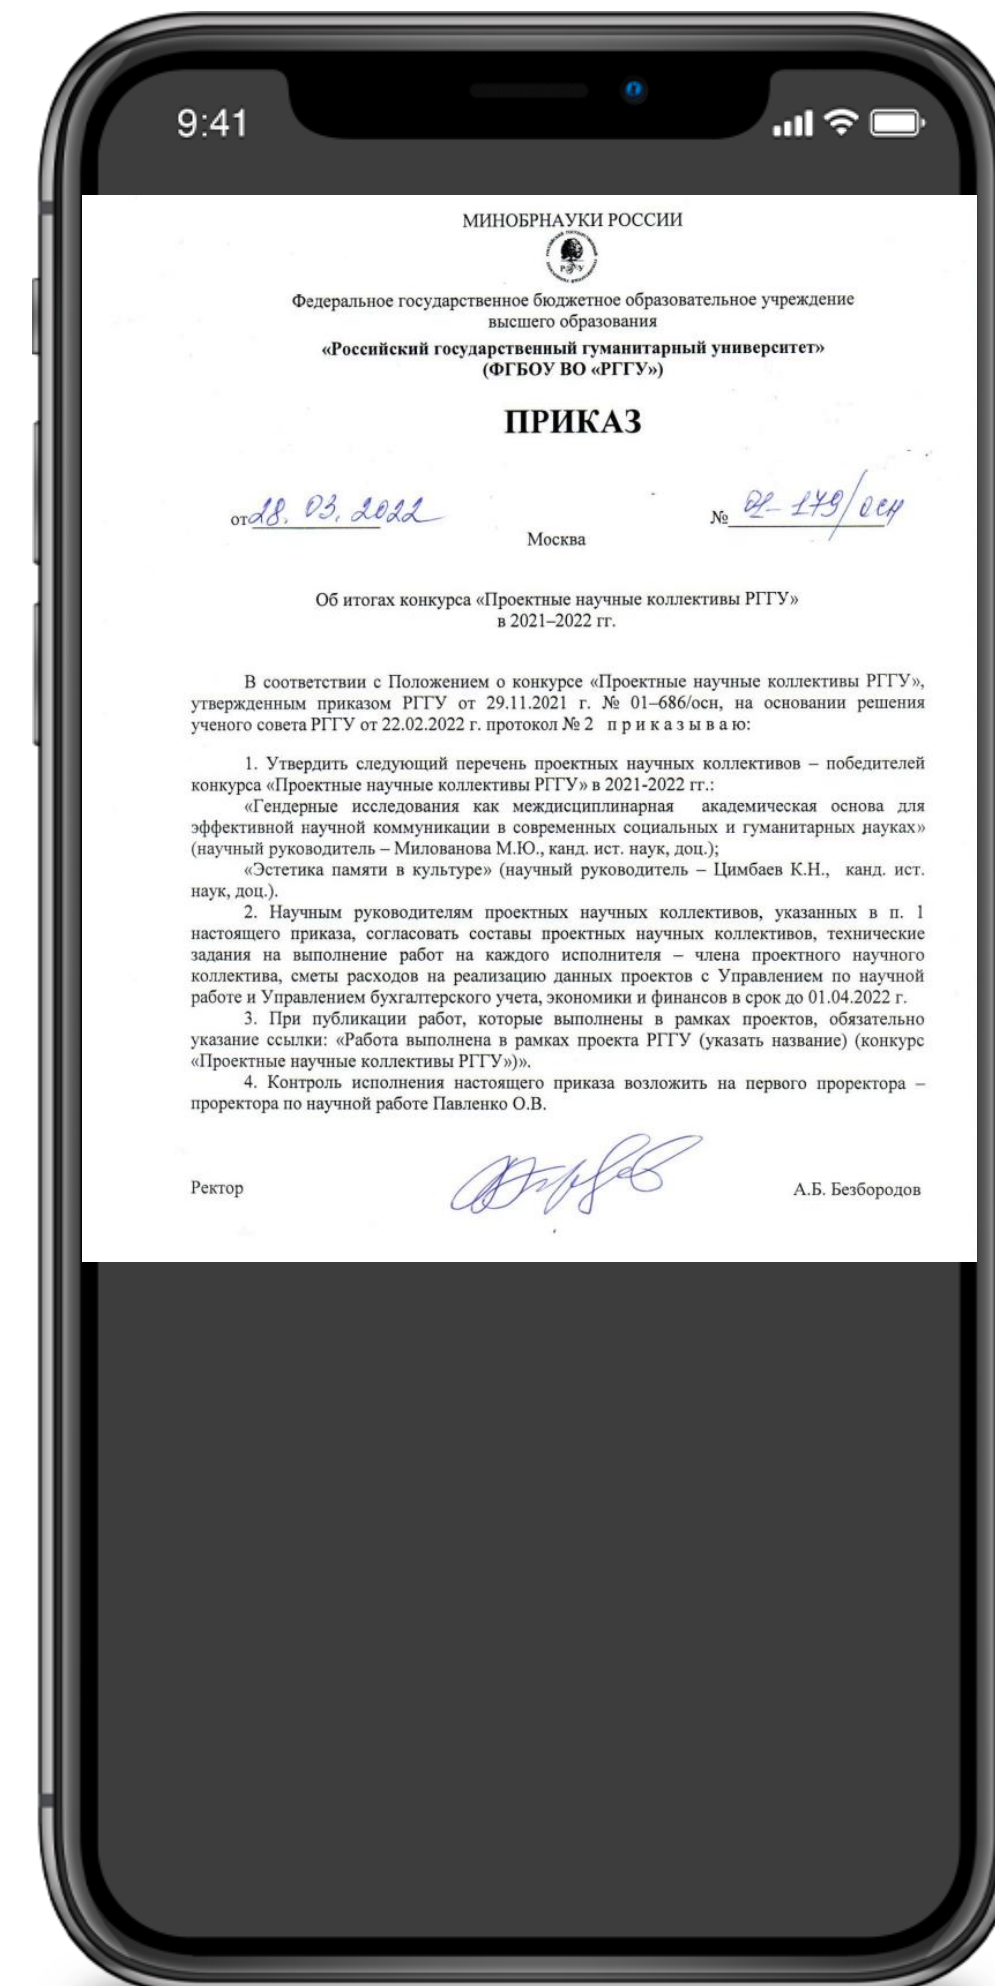 9:41
МИНОБРНАУКИ РОССИИ
Федеральное государственное бюджетное образовательное учреждение
высшего образования
«Российский государственный гуманитарный университет»
(ФГБОУ ВО «РГГУ»)
ПРИКАЗ
от 28.03.2022
№ 01-179/осн
Москва
Об итогах конкурса «Проектные научные коллективы РГГУ»
в 2021–2022 гг.
В соответствии с Положением о конкурсе «Проектные научные коллективы РГГУ»,
утвержденным приказом РГГУ от 29.11.2021 г. № 01–686/осн, на основании решения
ученого совета РГГУ от 22.02.2022 г. протокол № 2 п р и к а з ы в а ю:
1. Утвердить следующий перечень проектных научных коллективов – победителей
конкурса «Проектные научные коллективы РГГУ» в 2021-2022 гг.:
«Гендерные исследования как междисциплинарная академическая основа для
эффективной научной коммуникации в современных социальных и гуманитарных науках»
(научный руководитель – Милованова М.Ю., канд. ист. наук, доц.);
«Эстетика памяти в культуре» (научный руководитель – Цимбаев К.Н., канд. ист.
наук, доц.).
2. Научным руководителям проектных научных коллективов, указанных в п. 1
настоящего приказа, согласовать составы проектных научных коллективов, технические
задания на выполнение работ на каждого исполнителя – члена проектного научного
коллектива, сметы расходов на реализацию данных проектов с Управлением по научной
работе и Управлением бухгалтерского учета, экономики и финансов в срок до 01.04.2022 г.
3. При публикации работ, которые выполнены в рамках проектов, обязательно
указание ссылки: «Работа выполнена в рамках проекта РГГУ (указать название) (конкурс
«Проектные научные коллективы РГГУ»)».
4. Контроль исполнения настоящего приказа возложить на первого проректора –
проректора по научной работе Павленко О.В.
Ректор
А.Б. Безбородов